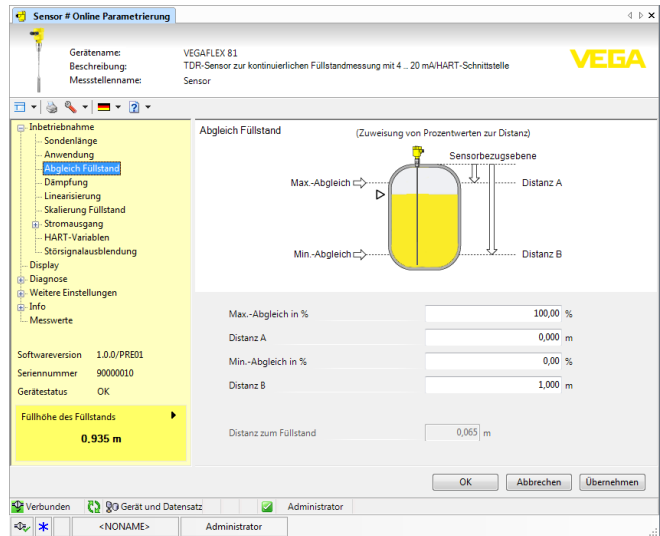 Sensor # Online Parametrierung
Gerätename: VEGAFLEX 81
Beschreibung: TDR-Sensor zur kontinuierlichen Füllstandmessung mit 4 .. 20 mA/HART-Schnittstelle
Messstellenname: Sensor
VEGA
Inbetriebnahme
Sondenlänge
Anwendung
Abgleich Füllstand
Dämpfung
Linearisierung
Skalierung Füllstand
Stromausgang
HART-Variablen
Störsignalausblendung
Display
Diagnose
Weitere Einstellungen
Info
Messwerte
Softwareversion 1.0.0/PRE01
Seriennummer 90000010
Gerätestatus OK
Füllhöhe des Füllstands
0,935 m
Abgleich Füllstand
(Zuweisung von Prozentwerten zur Distanz)
Sensorbezugsebene
Max.-Abgleich
Distanz A
Min.-Abgleich
Distanz B
Max.-Abgleich in % 100,00 %
Distanz A 0,000 m
Min.-Abgleich in % 0,00 %
Distanz B 1,000 m
Distanz zum Füllstand 0,065 m
OK Abbrechen Übernehmen
Verbunden Gerät und Datensatz Administrator
<NONAME> Administrator